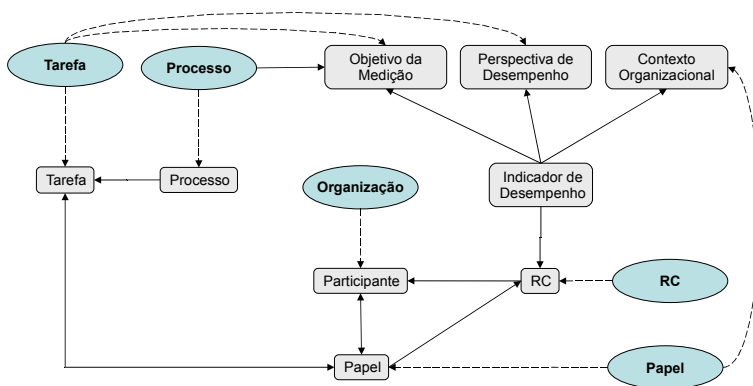 Tarefa
Processo
Objetivo da
Medição
Perspectiva de
Desempenho
Contexto
Organizacional
Tarefa
Processo
Organização
Indicador de
Desempenho
Participante
RC
RC
Papel
Papel